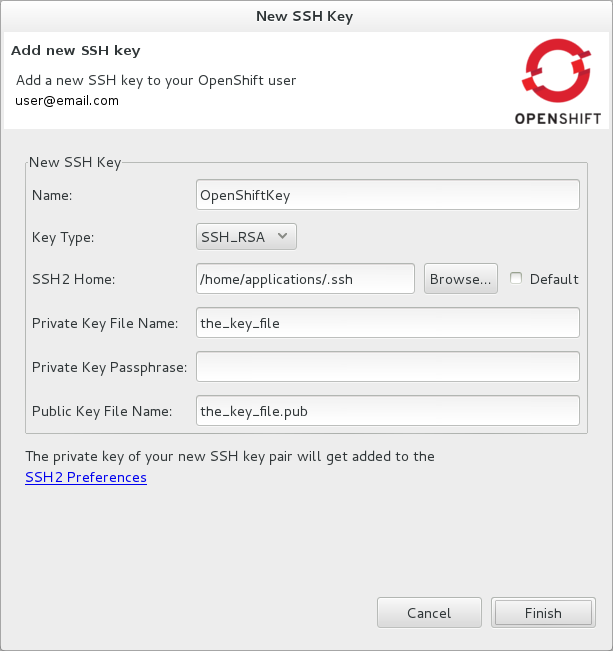 New SSH Key
Add new SSH key
Add a new SSH key to your OpenShift user
user@email.com
OPENSHIFT
New SSH Key
Name: OpenShiftKey
Key Type: SSH_RSA
SSH2 Home: /home/applications/.ssh Browse... Default
Private Key File Name: the_key_file
Private Key Passphrase:
Public Key File Name: the_key_file.pub
The private key of your new SSH key pair will get added to the
SSH2 Preferences
Cancel Finish